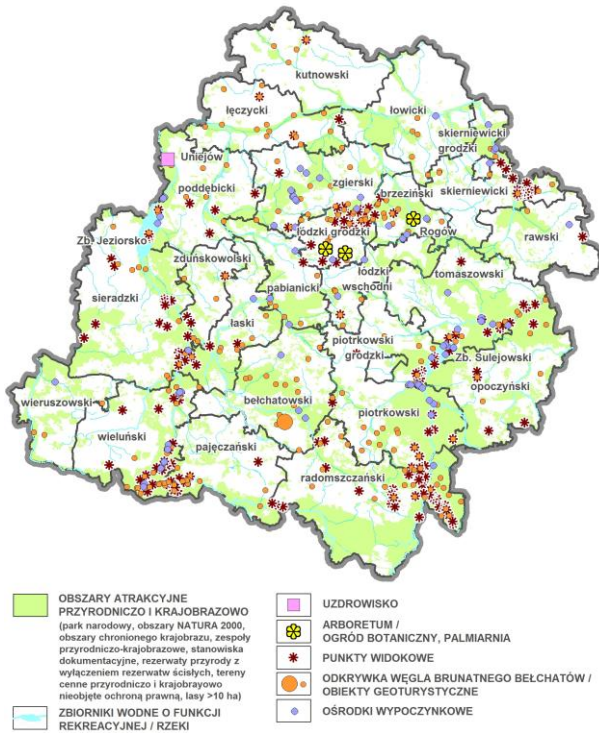 kutnowski
łęczycki
łowicki
skierniewicki
grodzki
Uniejów
poddębicki
zgierski
brzeziński
skierniewicki
łódzki grodzki
Rogów
rawski
Zb. Jeziorsko
zduńskowolski
łódzki
wschodni
tomaszowski
sieradzki
pabianicki
łaski
piotrkowski
grodzki
Zb. Sulejowski
opoczyński
wieruszowski
bełchatowski
piotrkowski
wieluński
pajęczański
radomszczański
OBSZARY ATRAKCYJNE
PRZYRODNICZO I KRAJOBRAZOWO
(park narodowy, obszary NATURA 2000,
obszary chronionego krajobrazu, zespoły
przyrodniczo-krajobrazowe, stanowiska
dokumentacyjne, rezerwaty przyrody z
wyłączeniem rezerwatw ścisłych, tereny
cenne przyrodniczo i krajobrayowo
nieobjęte ochroną prawną, lasy >10 ha)
ZBIORNIKI WODNE O FUNKCJI
REKREACYJNEJ / RZEKI
UZDROWISKO
ARBORETUM /
OGRÓD BOTANICZNY, PALMIARNIA
PUNKTY WIDOKOWE
ODKRYWKA WĘGLA BRUNATNEGO BEŁCHATÓW /
OBIEKTY GEOTURYSTYCZNE
OŚRODKI WYPOCZYNKOWE